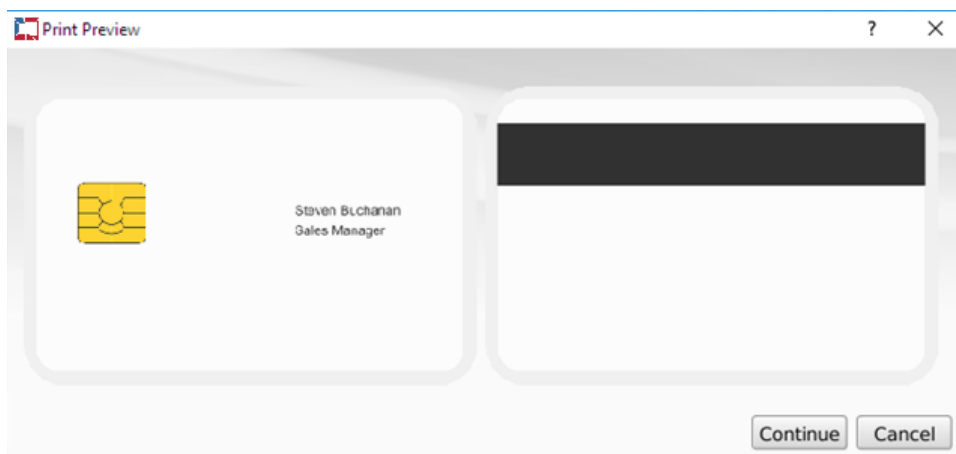 Print Preview
?
Steven Buchanan
Sales Manager
Continue
Cancel